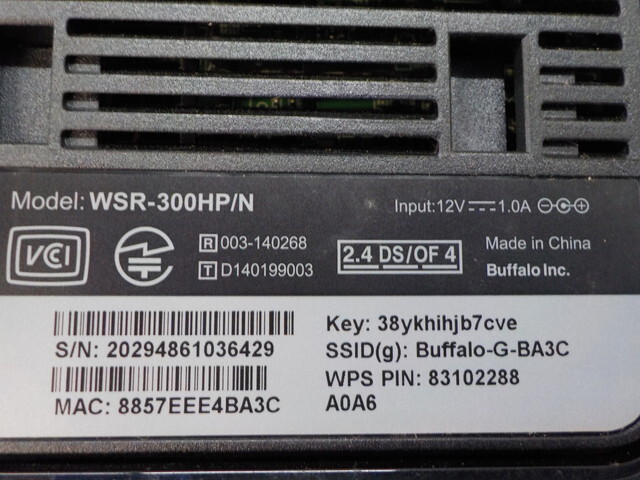 Model: WSR-300HP/N
Input:12V 1.0A
VCI
R 003-140268
T D140199003
2.4 DS/OF 4
Made in China
Buffalo Inc.
S/N: 20294861036429
MAC: 8857EEE4BA3C
Key: 38ykhihjb7cve
SSID(g): Buffalo-G-BA3C
WPS PIN: 83102288
A0A6